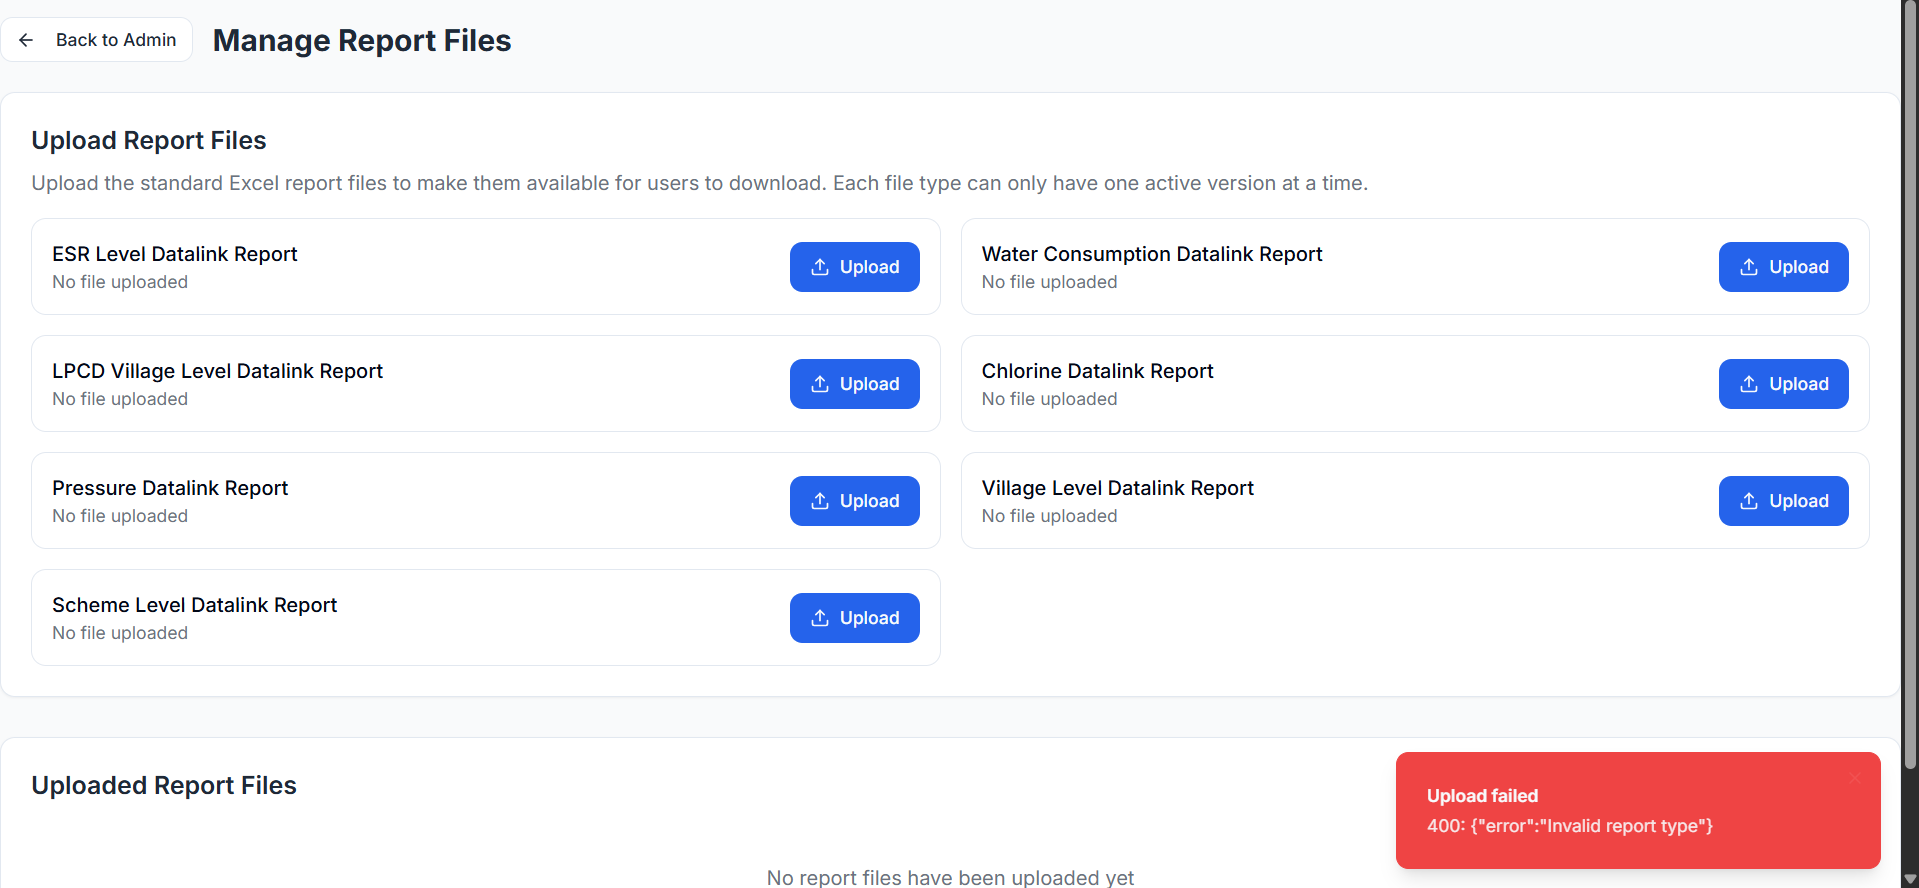 Back to Admin
Manage Report Files
Upload Report Files
Upload the standard Excel report files to make them available for users to download. Each file type can only have one active version at a time.
ESR Level Datalink Report
No file uploaded
Upload
Water Consumption Datalink Report
No file uploaded
Upload
LPCD Village Level Datalink Report
No file uploaded
Upload
Chlorine Datalink Report
No file uploaded
Upload
Pressure Datalink Report
No file uploaded
Upload
Village Level Datalink Report
No file uploaded
Upload
Scheme Level Datalink Report
No file uploaded
Upload
Uploaded Report Files
Upload failed
400: {"error":"Invalid report type"}
No report files have been uploaded yet